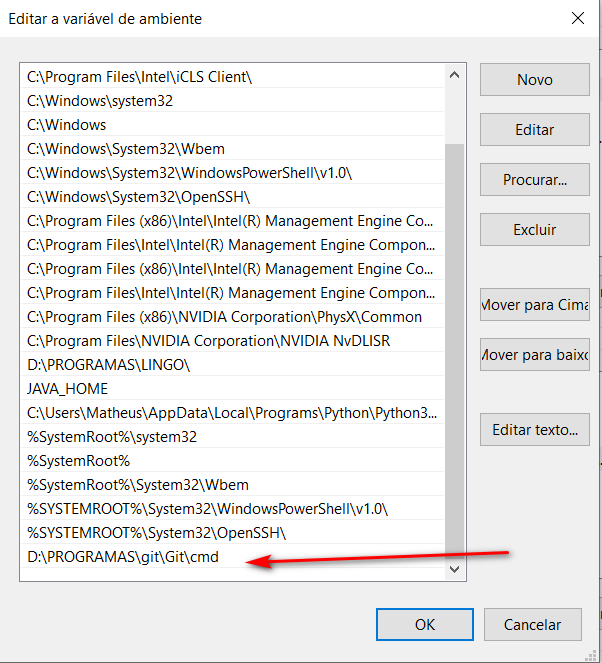 Editar a variável de ambiente
C:\Program Files\Intel\iCLS Client\
C:\Windows\system32
C:\Windows
C:\Windows\System32\Wbem
C:\Windows\System32\WindowsPowerShell\v1.0\
C:\Windows\System32\OpenSSH\
C:\Program Files (x86)\Intel\Intel(R) Management Engine Co...
C:\Program Files\Intel\Intel(R) Management Engine Compon...
C:\Program Files (x86)\Intel\Intel(R) Management Engine Co...
C:\Program Files\Intel\Intel(R) Management Engine Compon...
C:\Program Files (x86)\NVIDIA Corporation\PhysX\Common
C:\Program Files\NVIDIA Corporation\NVIDIA NvDLISR
D:\PROGRAMAS\LINGO\
JAVA_HOME
C:\Users\Matheus\AppData\Local\Programs\Python\Python3...
%SystemRoot%\system32
%SystemRoot%
%SystemRoot%\System32\Wbem
%SYSTEMROOT%\System32\WindowsPowerShell\v1.0\
%SYSTEMROOT%\System32\OpenSSH\
D:\PROGRAMAS\git\Git\cmd
Novo
Editar
Procurar...
Excluir
Mover para Cima
Mover para baixo
Editar texto...
OK
Cancelar